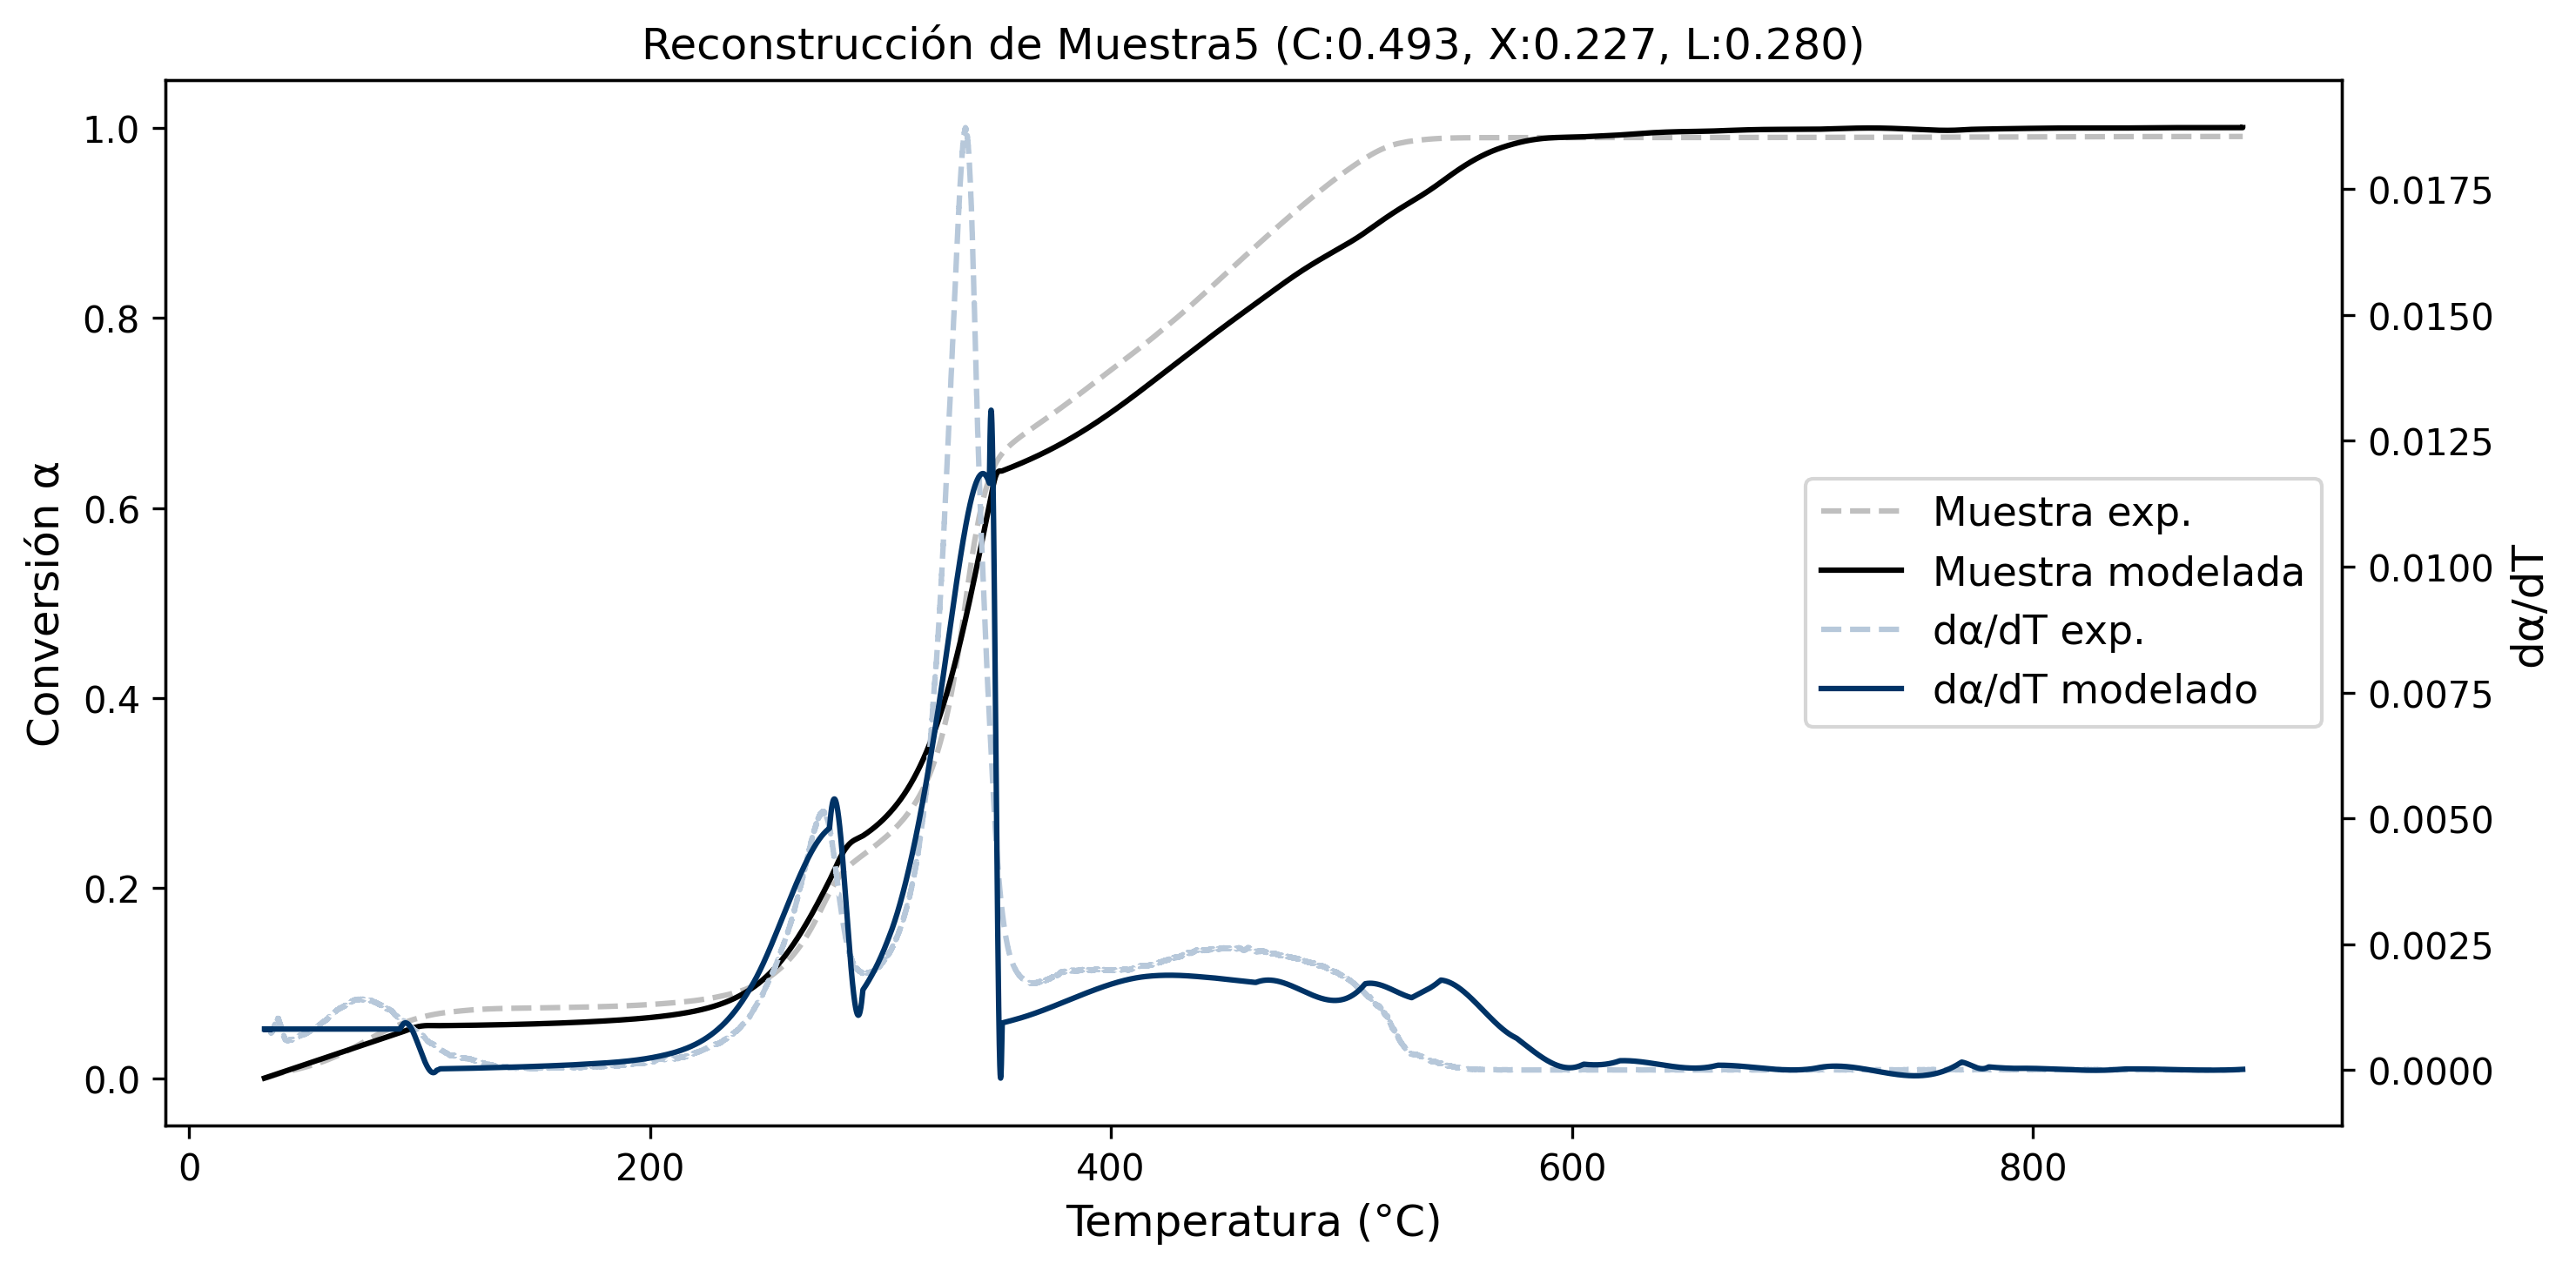 Reconstrucción de Muestra5 (C:0.493, X:0.227, L:0.280)
Conversión α
1.0
0.8
0.6
0.4
0.2
0.0
0.0175
0.0150
0.0125
0.0100
0.0075
0.0050
0.0025
0.0000
dα/dT
Muestra exp.
Muestra modelada
dα/dT exp.
dα/dT modelado
0 200 400 600 800
Temperatura (°C)